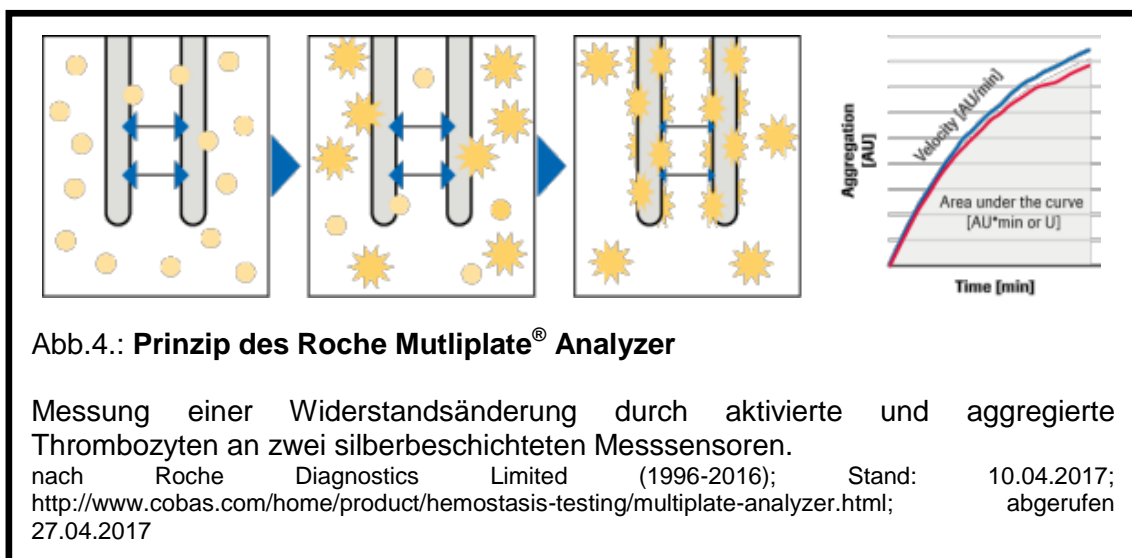 Aggregation
[AU]
Velocity [AU/min]
Area under the curve
[AU*min or U]
Time [min]
Abb.4.: Prinzip des Roche Mutliplate® Analyzer
Messung einer Widerstandsänderung durch aktivierte und aggregierte
Thrombozyten an zwei silberbeschichteten Messsensoren.
nach Roche Diagnostics Limited (1996-2016); Stand: 10.04.2017;
http://www.cobas.com/home/product/hemostasis-testing/multiplate-analyzer.html; abgerufen
27.04.2017